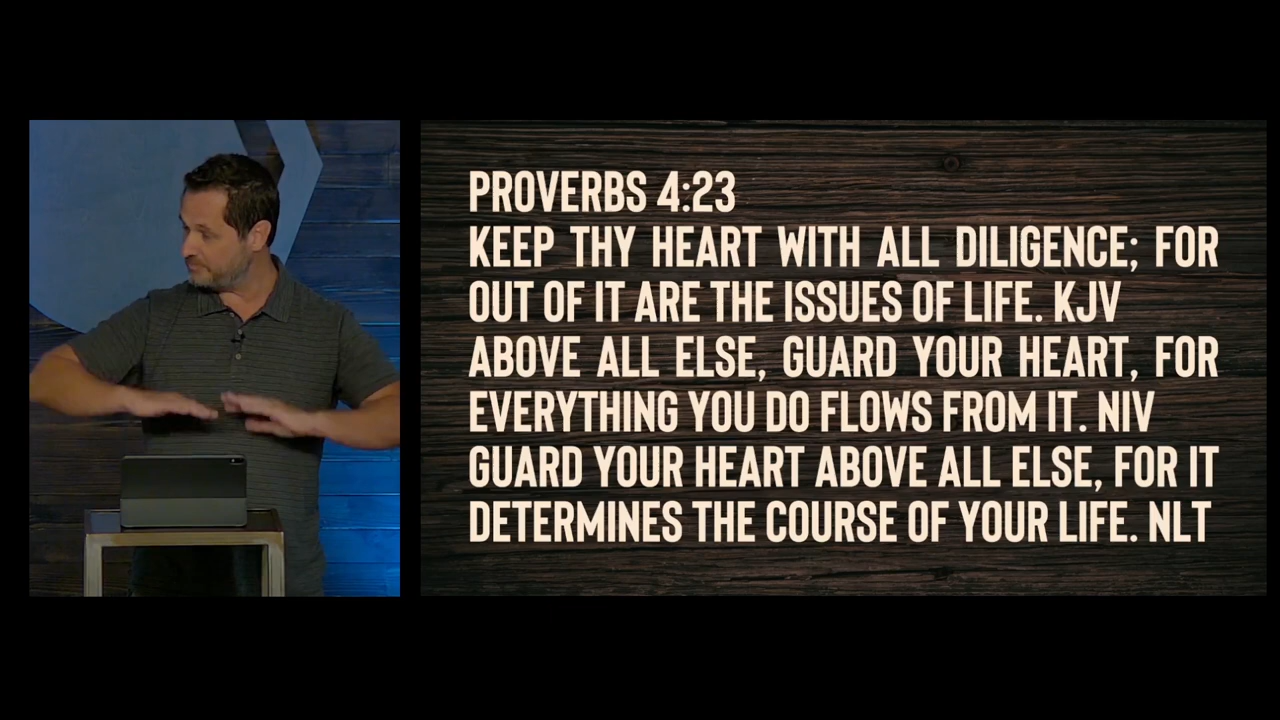 PROVERBS 4:23
KEEP THY HEART WITH ALL DILIGENCE; FOR
OUT OF IT ARE THE ISSUES OF LIFE. KJV
ABOVE ALL ELSE, GUARD YOUR HEART, FOR
EVERYTHING YOU DO FLOWS FROM IT. NIV
GUARD YOUR HEART ABOVE ALL ELSE, FOR IT
DETERMINES THE COURSE OF YOUR LIFE. NLT